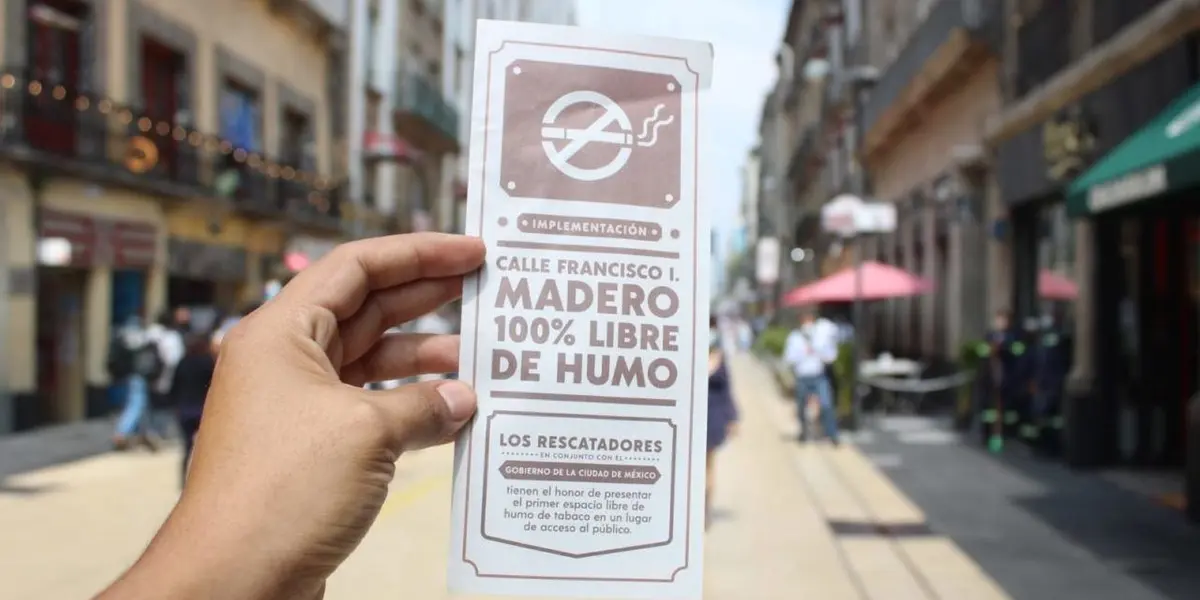 IMPLEMENTACIÓN
CALLE FRANCISCO I.
MADERO
100% LIBRE
DE HUMO
LOS RESCATADORES
EN CONJUNTO CON EL
GOBIERNO DE LA CIUDAD DE MÉXICO
tienen el honor de presentar
el primer espacio libre de
humo de tabaco en un lugar
de acceso al público.